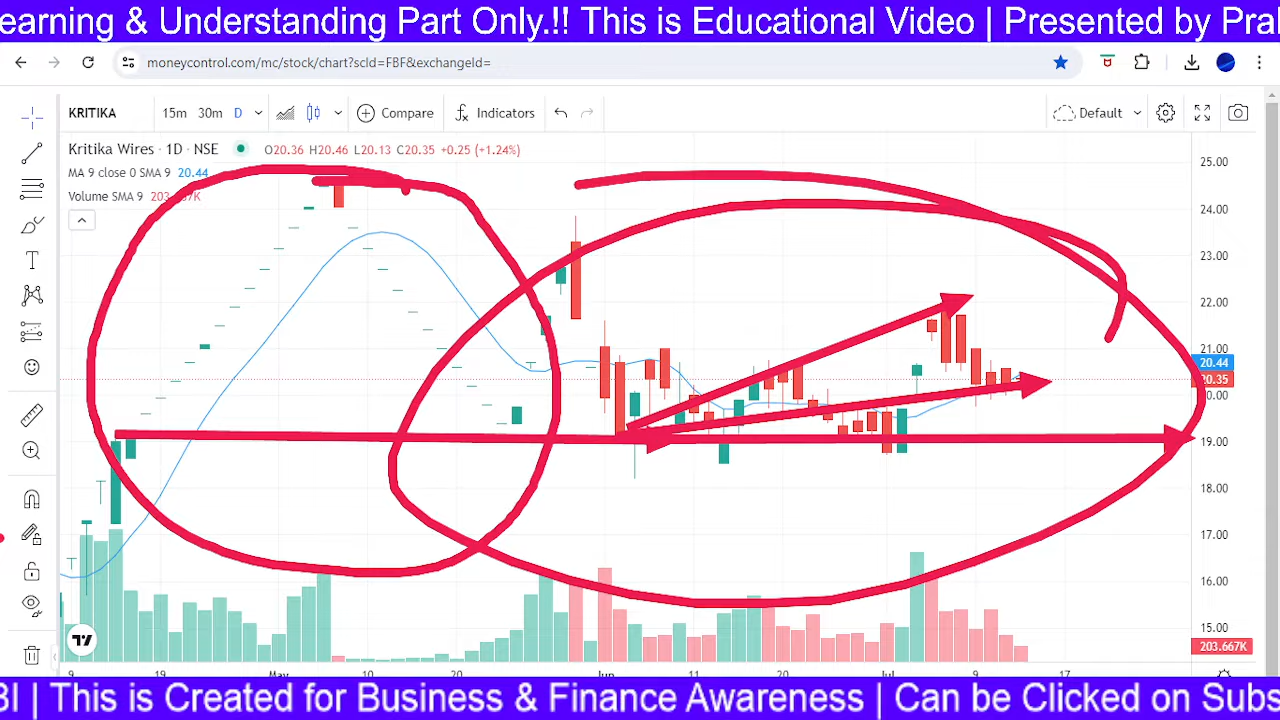 earning & Understanding Part Only.!! This is Educational Video | Presented by Pra
moneycontrol.com/mc/stock/chart?scId=FBF&exchangeId=
KRITIKA
15m 30m D
Compare
Indicators
Default
Kritika Wires · 1D · NSE
O20.36 H20.46 L20.13 C20.35 +0.25 (+1.24%)
MA 9 close 0 SMA 9 20.44
Volume SMA 9
25.00
24.00
23.00
22.00
21.00
20.44
20.35
19.00
18.00
17.00
16.00
15.00
203.667K
9 19 May 10 20 Jun 11 20 Jul 9 17
BI | This is Created for Business & Finance Awareness | Can be Clicked on Subs